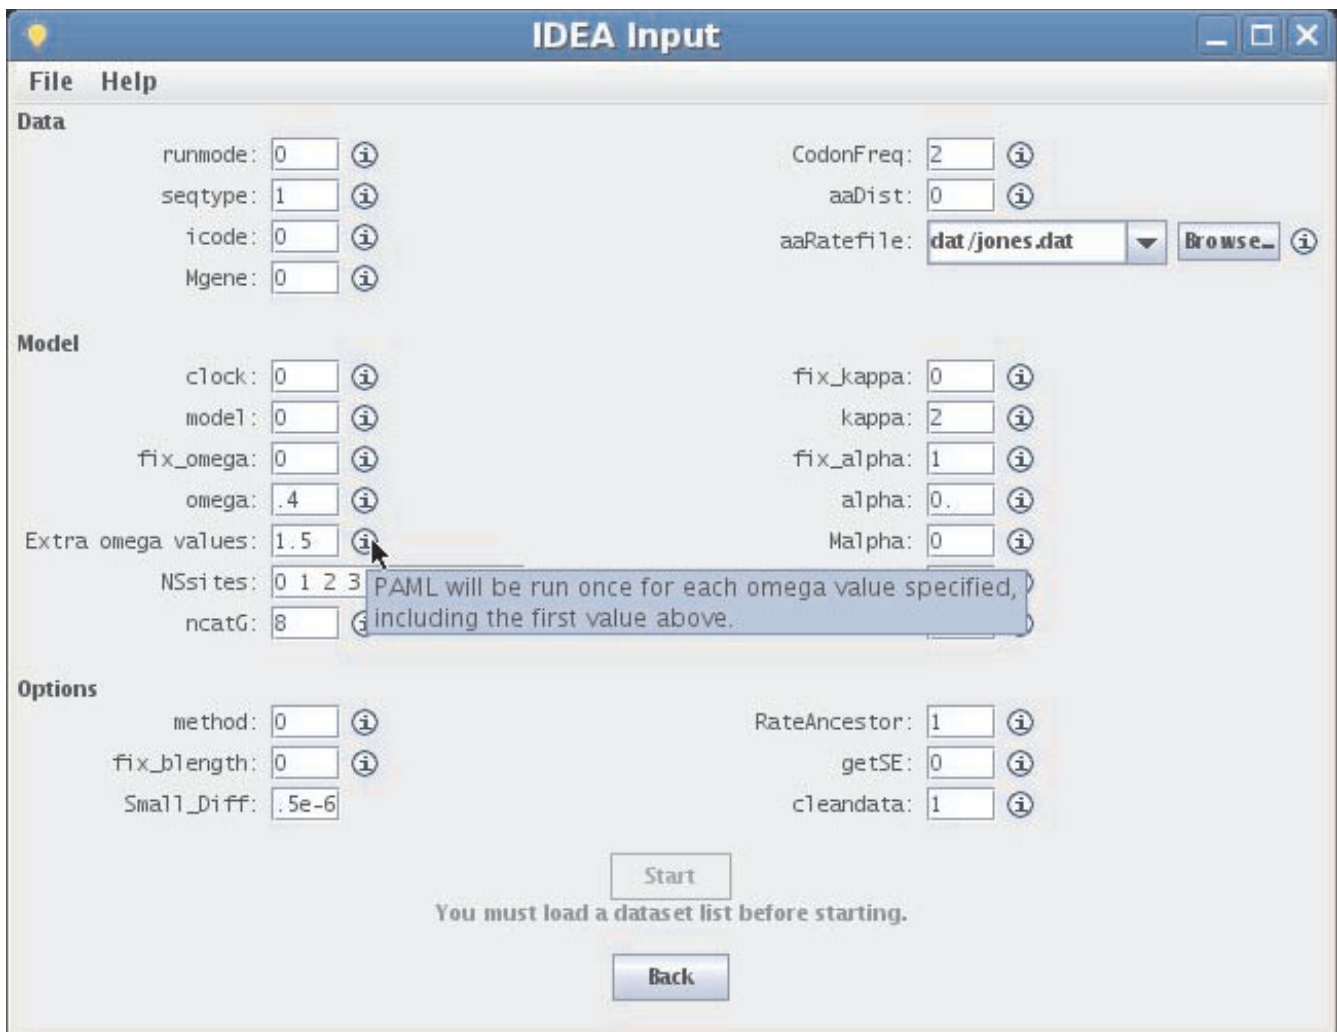 IDEA Input
File Help
Data
runmode: 0
CodonFreq: 2
seqtype: 1
aaDist: 0
icode: 0
aaRatefile: dat/jones.dat Browse...
Mgene: 0
Model
clock: 0
fix_kappa: 0
model: 0
kappa: 2
fix_omega: 0
fix_alpha: 1
omega: .4
alpha: 0.
Extra omega values: 1.5
Malpha: 0
NSsites: 0 1 2 3
PAML will be run once for each omega value specified,
including the first value above.
ncatG: 8
Options
method: 0
RateAncestor: 1
fix_blength: 0
getSE: 0
Small_Diff: .5e-6
cleandata: 1
Start
You must load a dataset list before starting.
Back